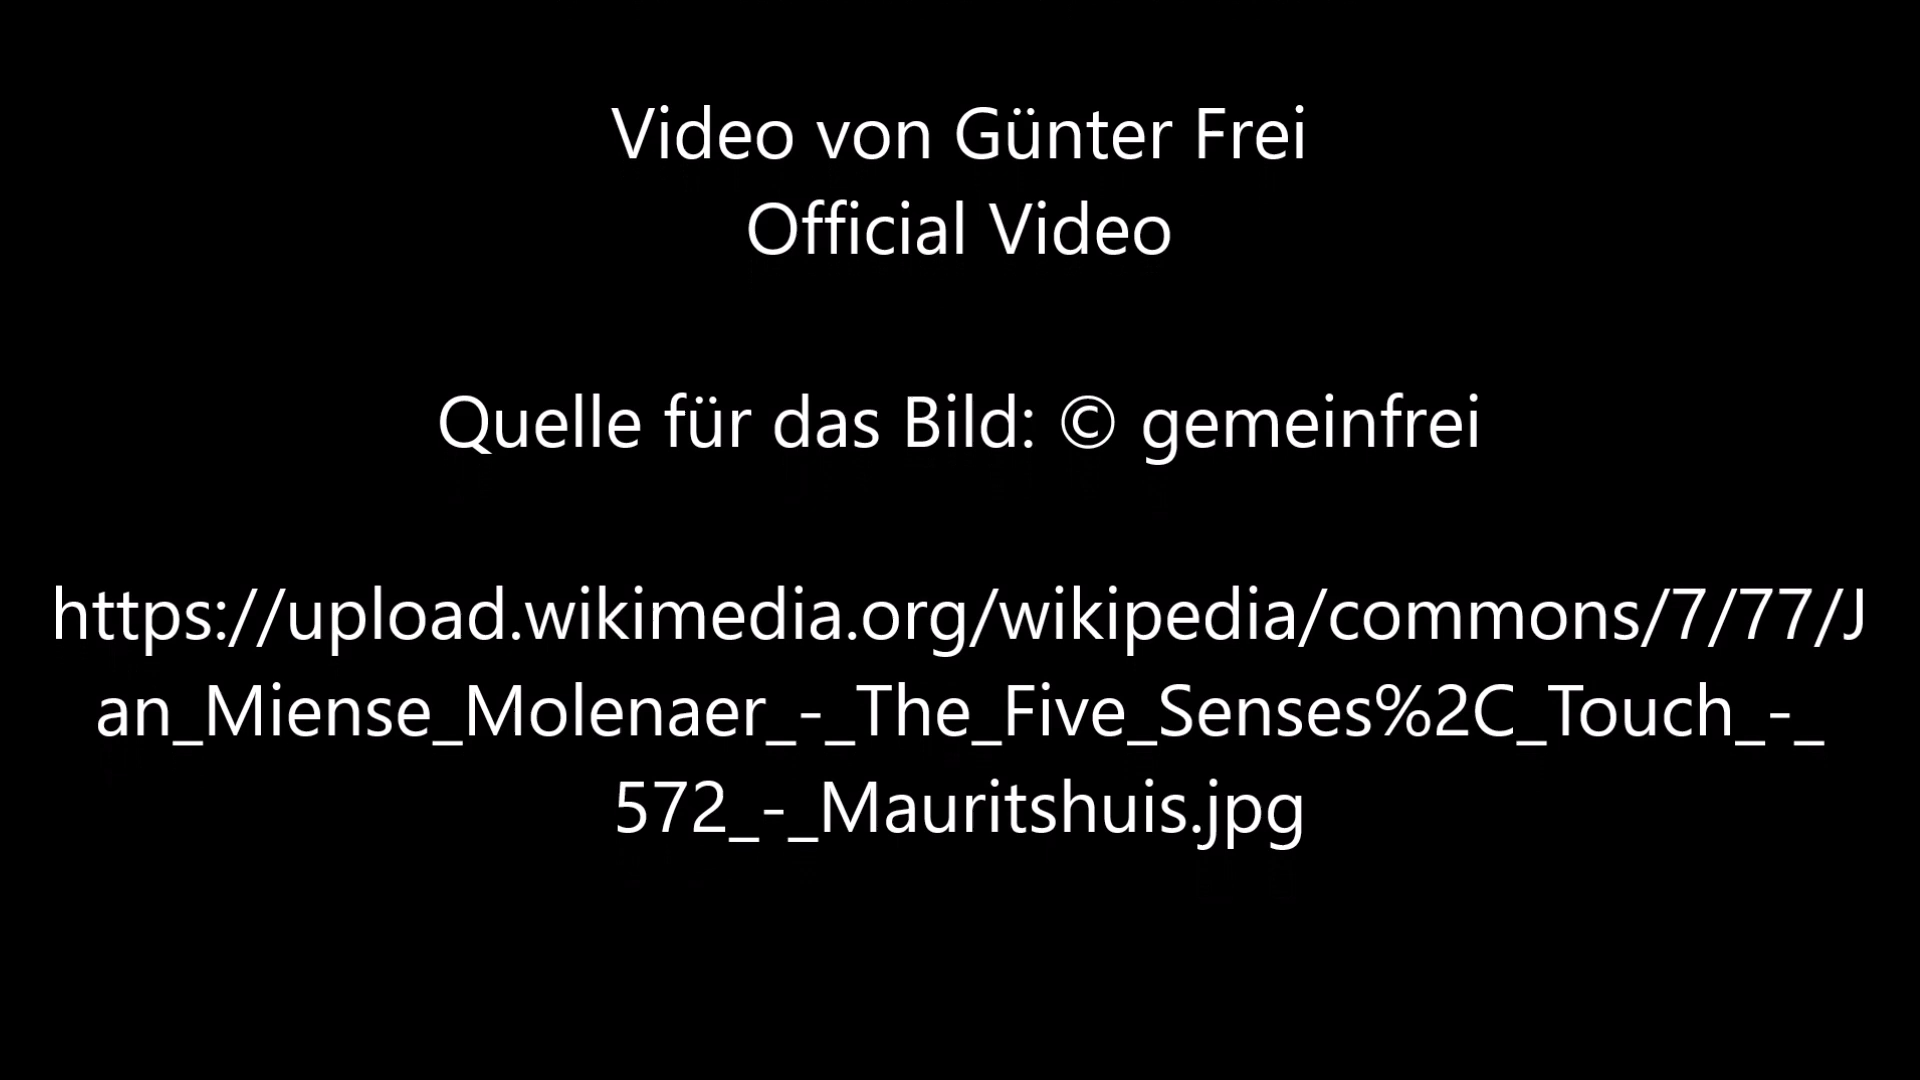 Video von Günter Frei
Official Video
Quelle für das Bild: © gemeinfrei
https://upload.wikimedia.org/wikipedia/commons/7/77/J
an_Miense_Molenaer_-_The_Five_Senses%2C_Touch_-_
572_-_Mauritshuis.jpg